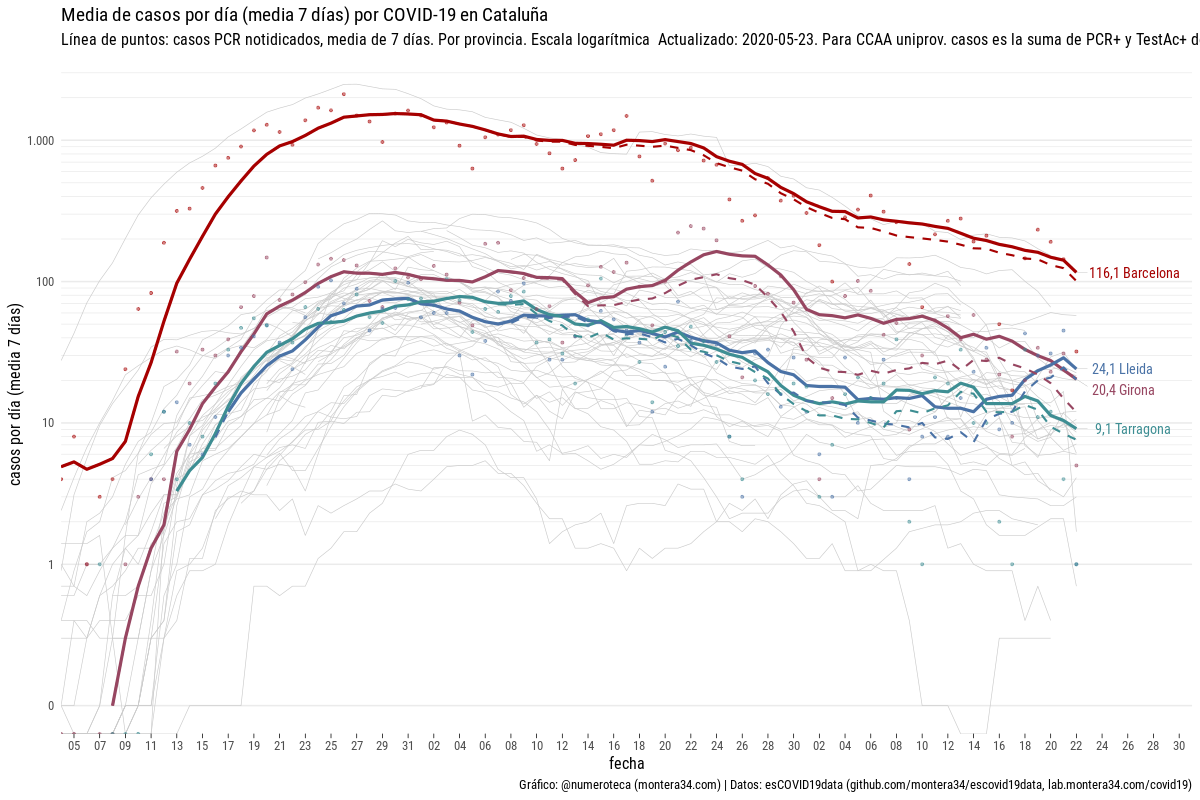 Media de casos por día (media 7 días) por COVID-19 en Cataluña
Línea de puntos: casos PCR notidicados, media de 7 días. Por provincia. Escala logarítmica  Actualizado: 2020-05-23. Para CCAA uniprov. casos es la suma de PCR+ y TestAc+ d
casos por día (media 7 días)
1.000
100
10
1
0
116,1 Barcelona
24,1 Lleida
20,4 Girona
9,1 Tarragona
05 07 09 11 13 15 17 19 21 23 25 27 29 31 02 04 06 08 10 12 14 16 18 20 22 24 26 28 30 02 04 06 08 10 12 14 16 18 20 22 24 26 28 30
fecha
Gráfico: @numeroteca (montera34.com) | Datos: esCOVID19data (github.com/montera34/escovid19data, lab.montera34.com/covid19)